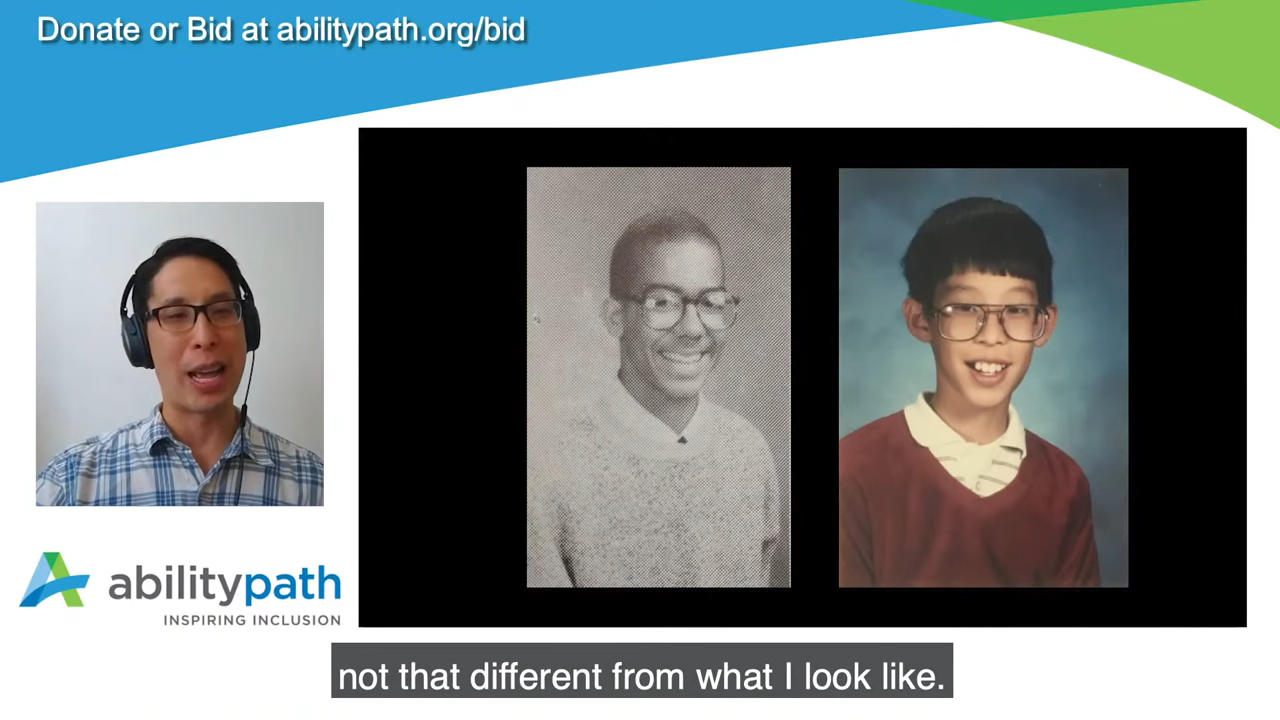 Donate or Bid at abilitypath.org/bid
abilitypath
INSPIRING INCLUSION
not that different from what I look like.